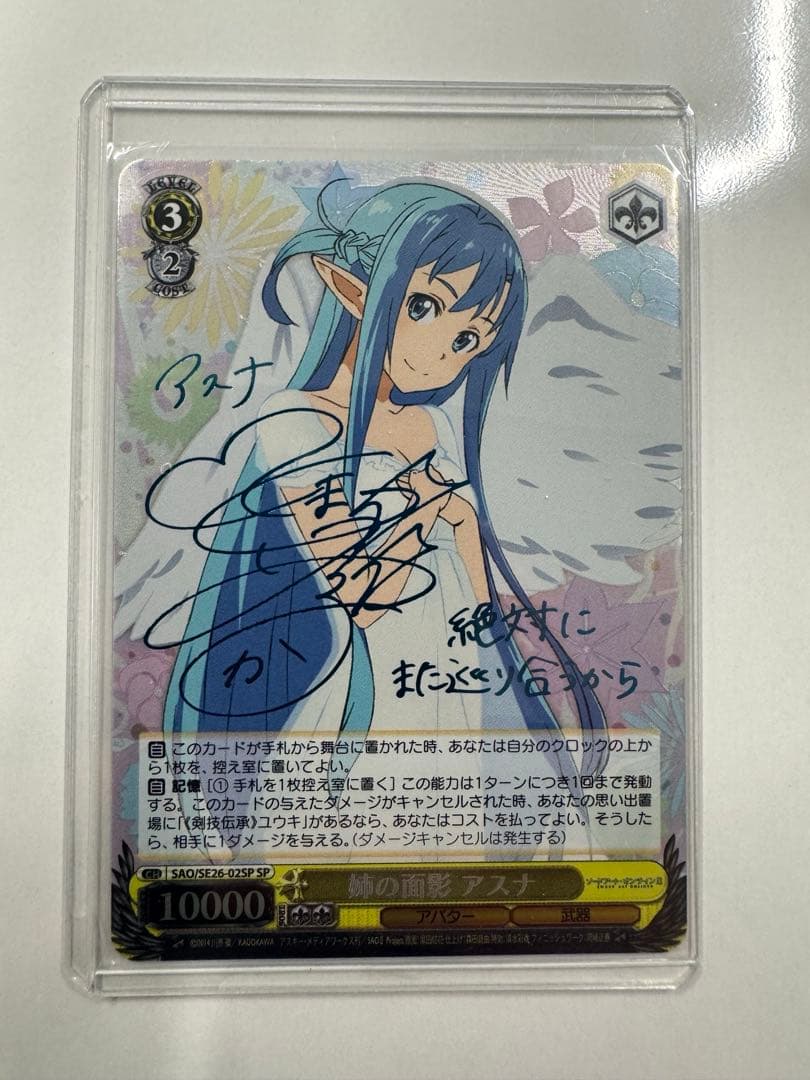 LEVEL
3
2
COST
アスナ
絶対に
また巡り合うから
自 このカードが手札から舞台に置かれた時、あなたは自分のクロックの上か
ら1枚を、控え室に置いてよい。
自 記憶 [① 手札を1枚控え室に置く] この能力は1ターンにつき1回まで発動
する。このカードの与えたダメージがキャンセルされた時、あなたの思い出置
場に「《剣技伝承》ユウキ」があるなら、あなたはコストを払ってよい。そうしたら、
相手に1ダメージを与える。(ダメージキャンセルは発生する)
CH SAO/SE26-02SP SP
姉の面影 アスナ
ソードアート・オンラインII
10000
アバター
武器